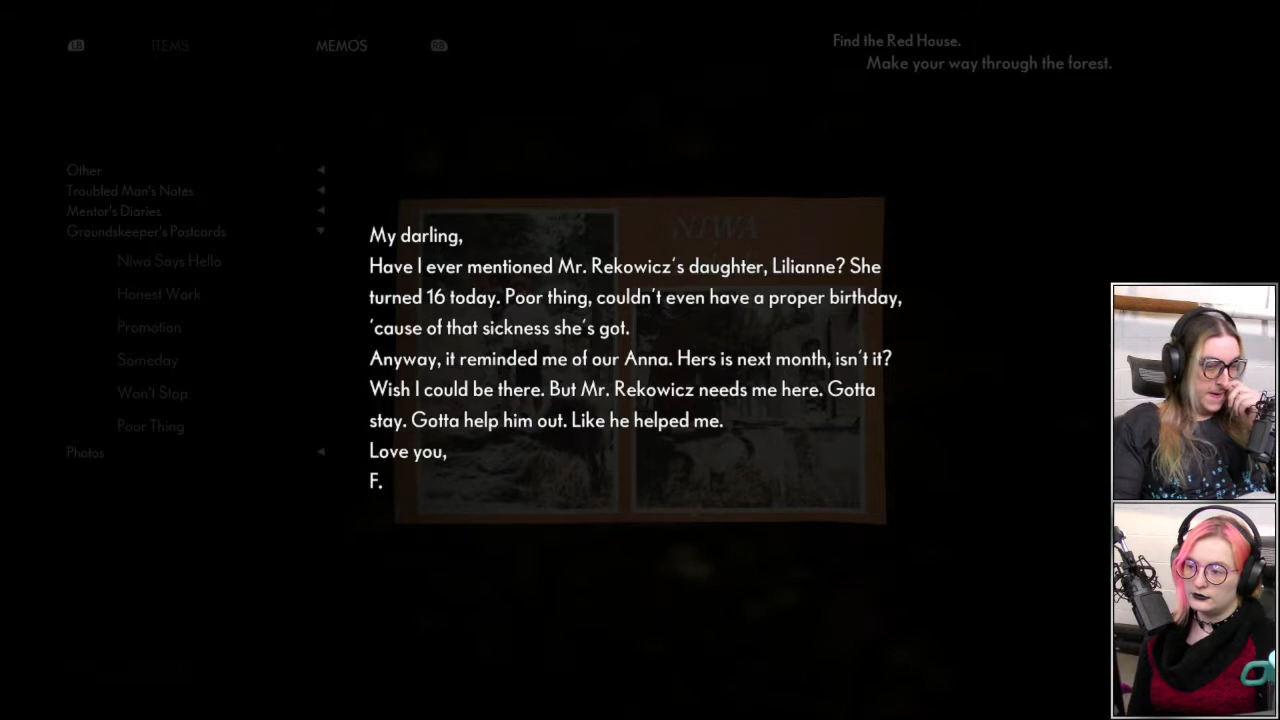 LB ITEMS MEMOS RB
Find the Red House.
Make your way through the forest.
Other
Troubled Man's Notes
Mentor's Diaries
Groundskeeper's Postcards
Niwa Says Hello
Honest Work
Promotion
Someday
Won't Stop
Poor Thing
Photos
NIWA
My darling,
Have I ever mentioned Mr. Rekowicz's daughter, Lilianne? She
turned 16 today. Poor thing, couldn't even have a proper birthday,
'cause of that sickness she's got.
Anyway, it reminded me of our Anna. Hers is next month, isn't it?
Wish I could be there. But Mr. Rekowicz needs me here. Gotta
stay. Gotta help him out. Like he helped me.
Love you,
F.